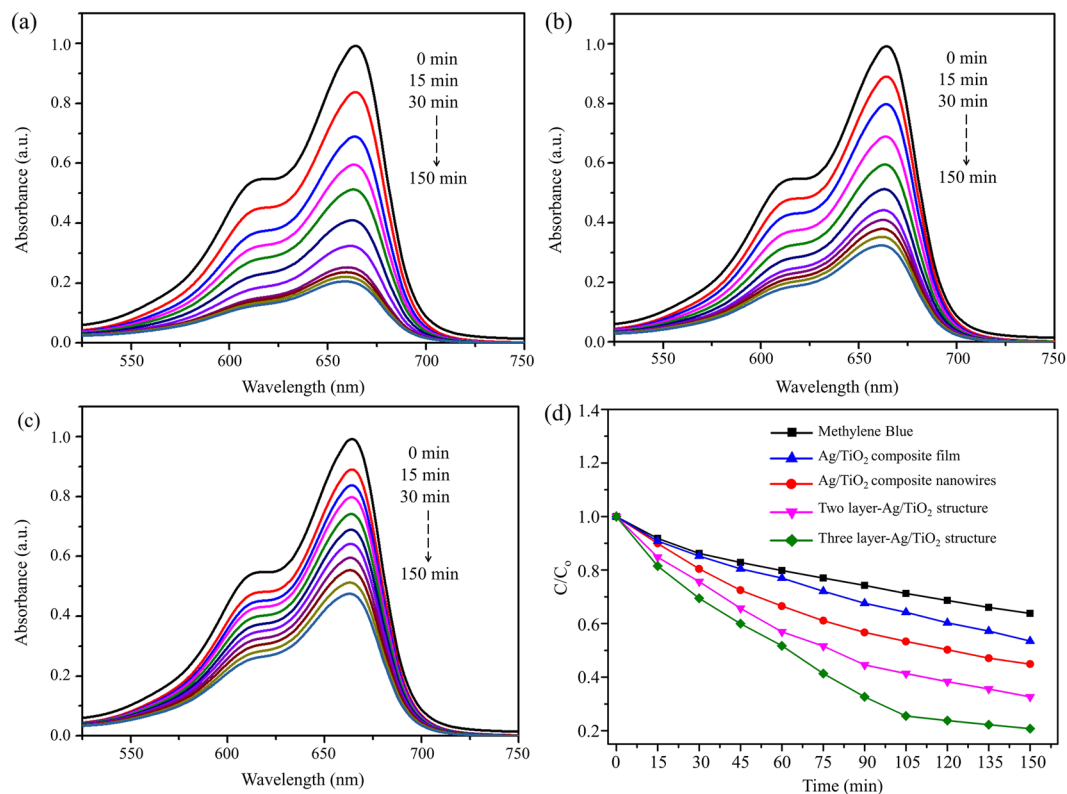 (a)
1.0
0.8
0.6
0.4
0.2
0.0
Absorbance (a.u.)
0 min
15 min
30 min
150 min
550
600
650
700
750
Wavelength (nm)
(b)
1.0
0.8
0.6
0.4
0.2
0.0
Absorbance (a.u.)
0 min
15 min
30 min
150 min
550
600
650
700
750
Wavelength (nm)
(c)
1.0
0.8
0.6
0.4
0.2
0.0
Absorbance (a.u.)
0 min
15 min
30 min
150 min
550
600
650
700
750
Wavelength (nm)
(d)
1.4
1.2
1.0
0.8
0.6
0.4
0.2
C/Co
Methylene Blue
Ag/TiO2 composite film
Ag/TiO2 composite nanowires
Two layer-Ag/TiO2 structure
Three layer-Ag/TiO2 structure
0
15
30
45
60
75
90
105
120
135
150
Time (min)